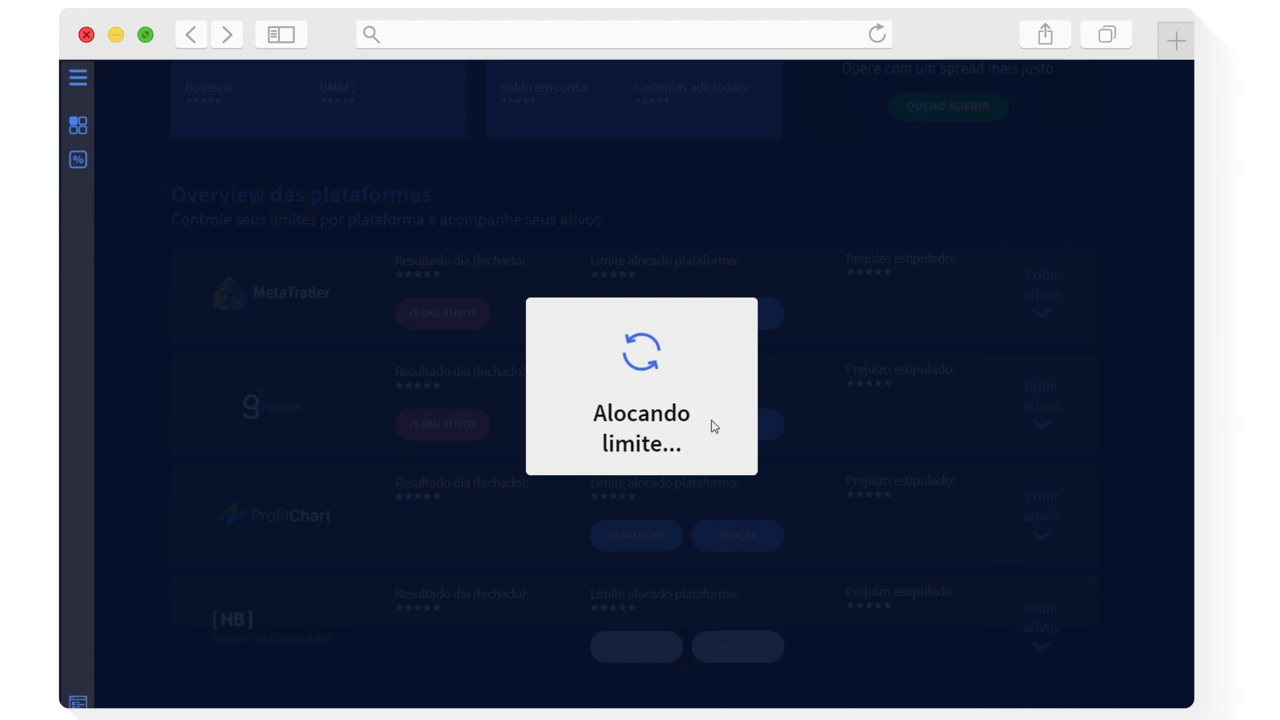 Opere com um spread mais justo.
Bovespa:
BM&F:
Saldo em conta:
Garantias adicionais:
*****
*****
*****
*****
QUERO ADERIR
%
Overview das plataformas
Controle seus limites por plataforma e acompanhe seus ativos
MetaTrader
Resultado dia (fechado):
*****
ZERAR ATIVOS
Limite alocado plataforma:
*****
Prejuízo estipulado:
*****
Exibir
ativos
TRADER
Resultado dia (fechado):
*****
ZERAR ATIVOS
Prejuízo estipulado:
*****
Exibir
ativos
Alocando
limite...
ProfitChart
Resultado dia (fechado):
*****
Limite alocado plataforma:
*****
DESALOCAR
ALOCAR
Prejuízo estipulado:
*****
Exibir
ativos
[HB]
Resultado dia (fechado):
*****
Limite alocado plataforma:
*****
Prejuízo estipulado:
*****
Exibir
ativos